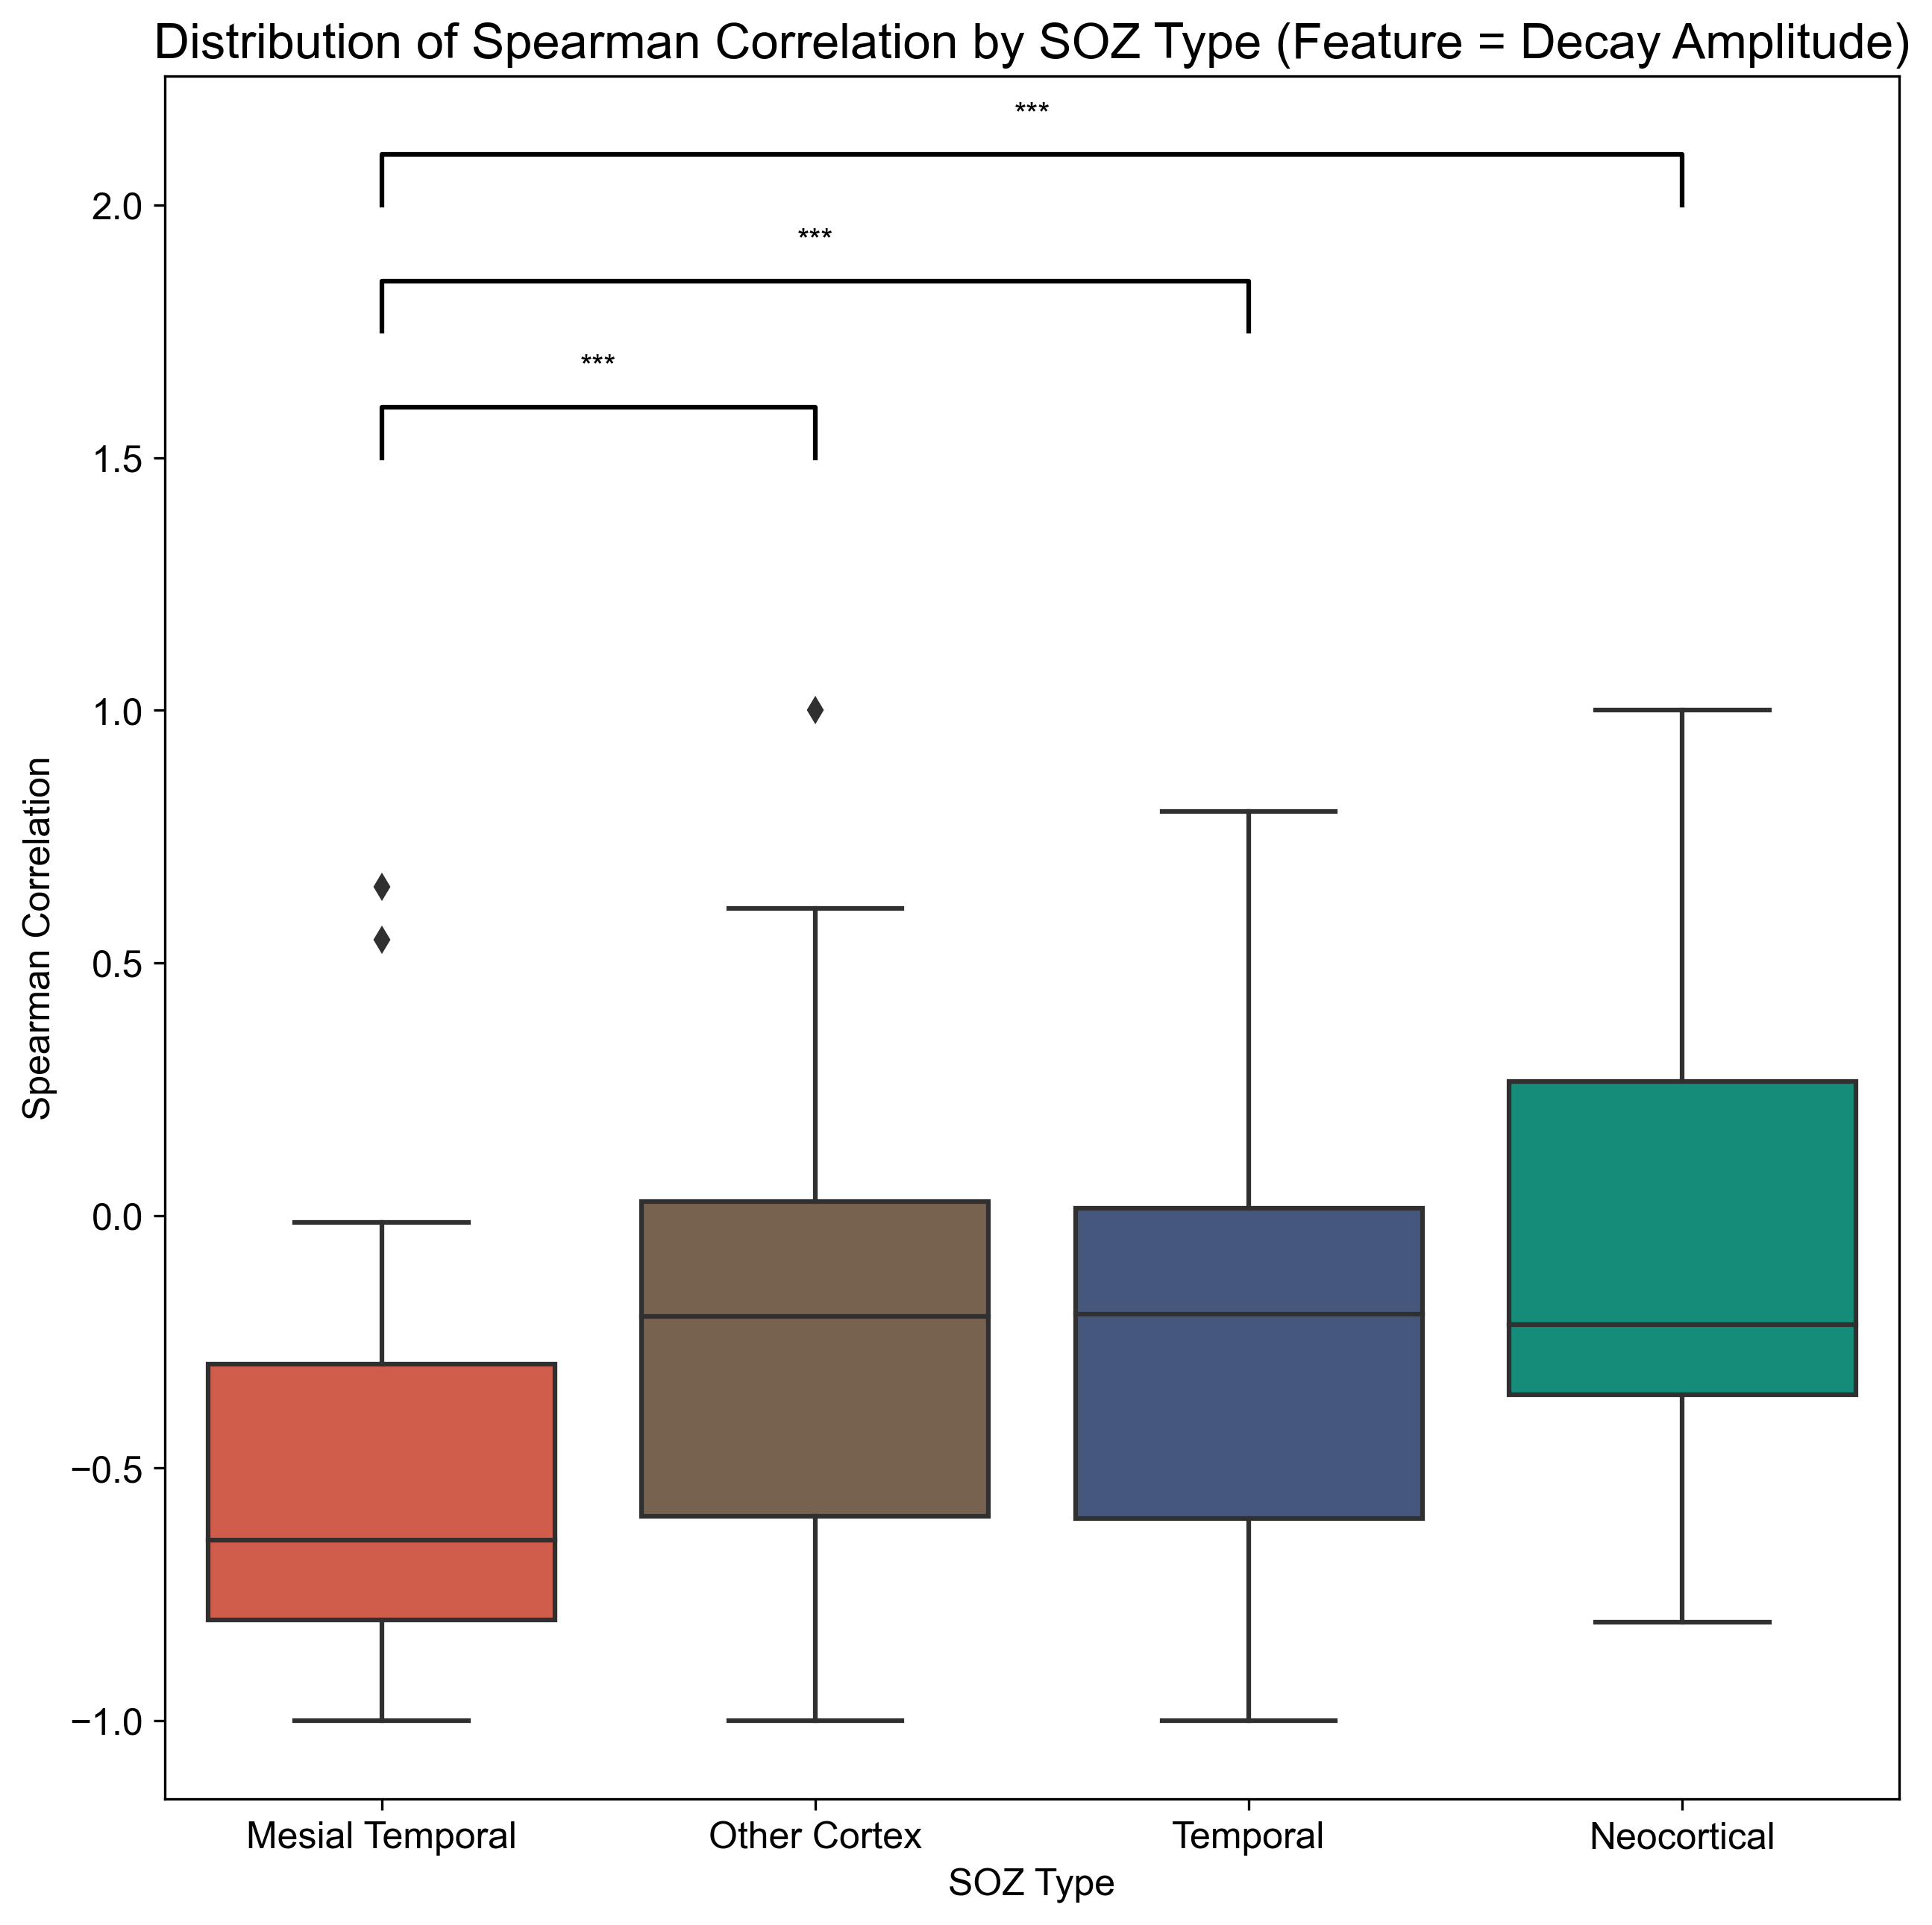 Distribution of Spearman Correlation by SOZ Type (Feature = Decay Amplitude)
***
***
***
2.0
1.5
1.0
0.5
0.0
−0.5
−1.0
Spearman Correlation
Mesial Temporal
Other Cortex
Temporal
Neocortical
SOZ Type